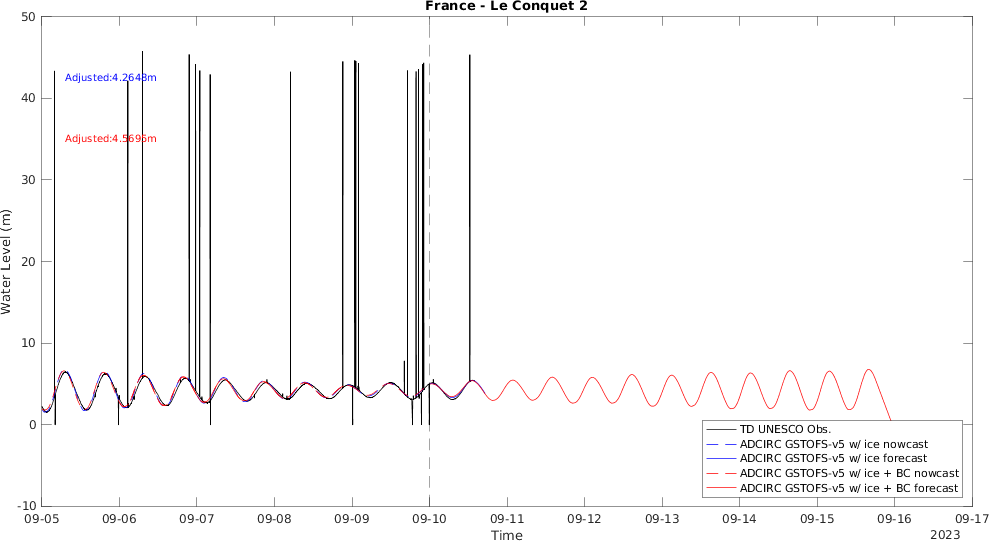 France - Le Conquet 2
50
40
30
20
10
0
-10
Water Level (m)
Adjusted:4.2648m
Adjusted:4.5696m
TD UNESCO Obs.
ADCIRC GSTOFS-v5 w/ ice nowcast
ADCIRC GSTOFS-v5 w/ ice forecast
ADCIRC GSTOFS-v5 w/ ice + BC nowcast
ADCIRC GSTOFS-v5 w/ ice + BC forecast
09-05 09-06 09-07 09-08 09-09 09-10 09-11 09-12 09-13 09-14 09-15 09-16 09-17
Time
2023